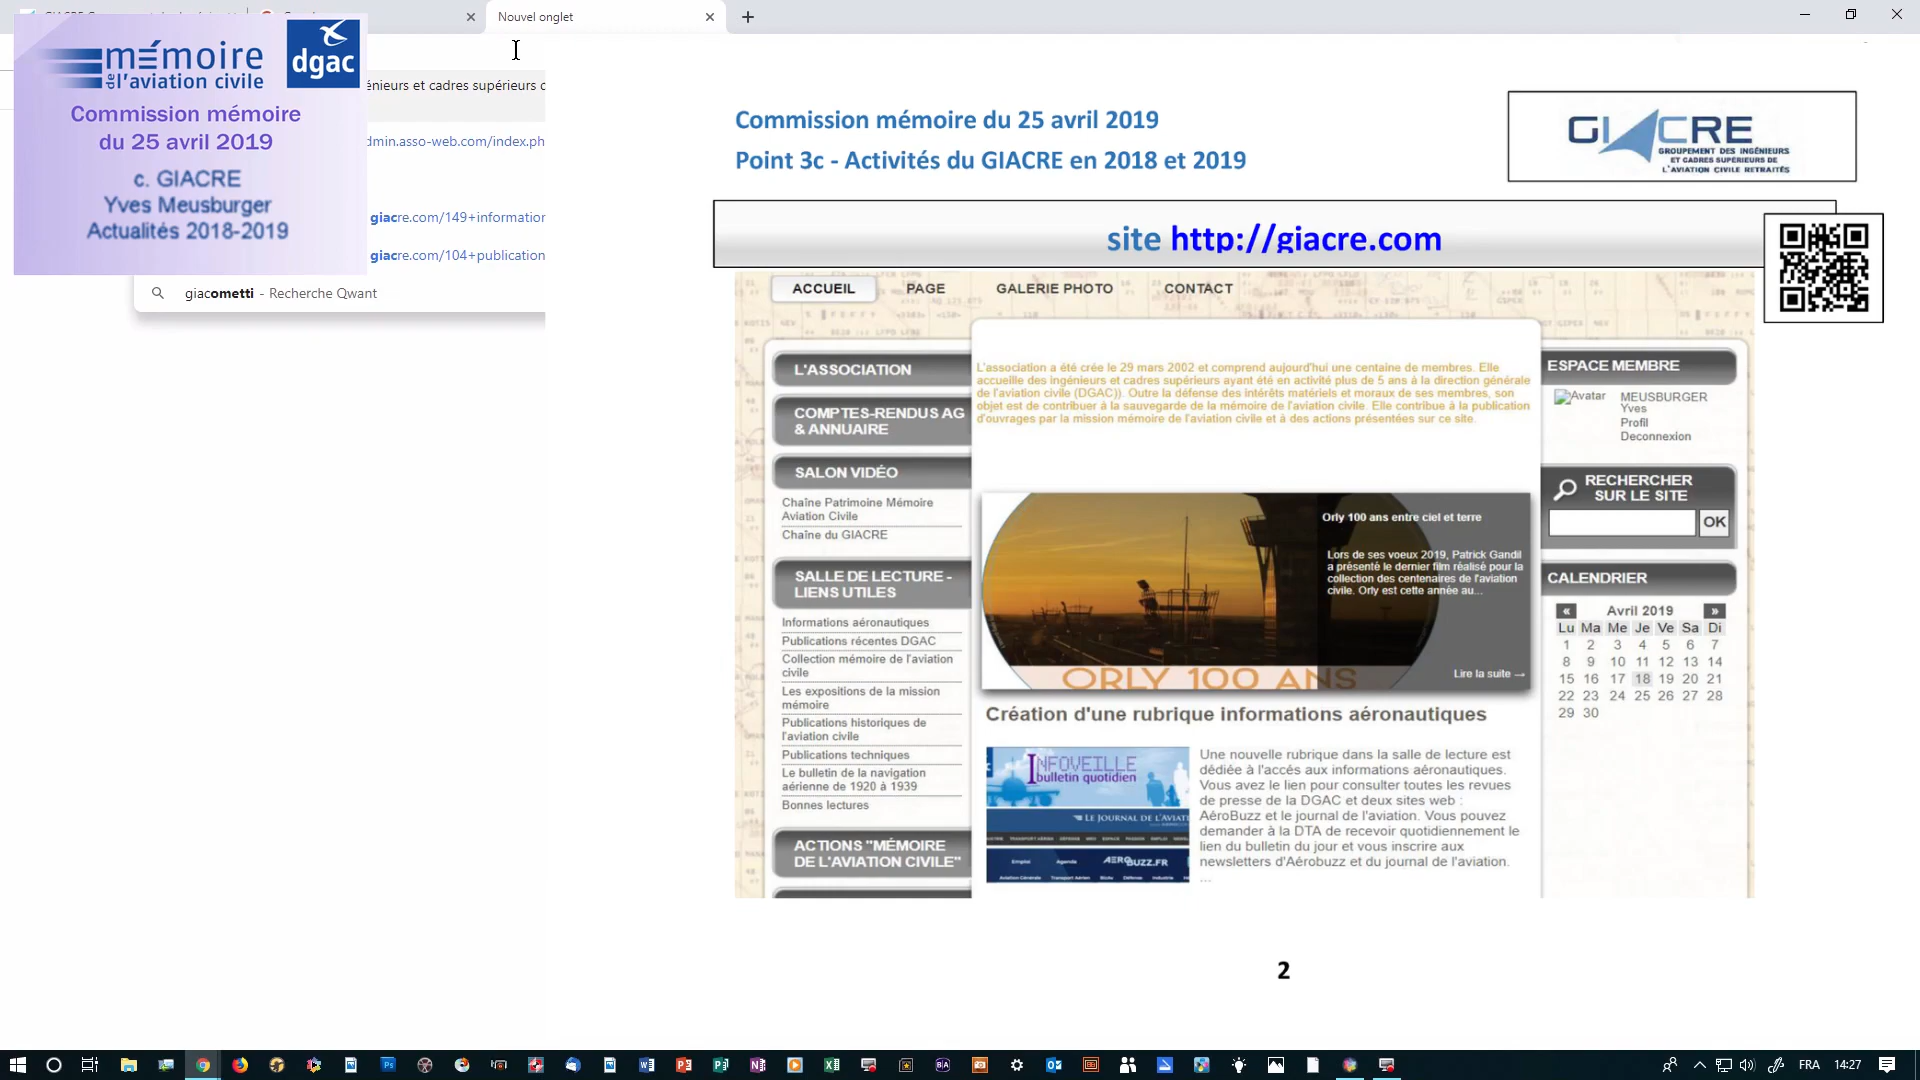 Nouvel onglet
mémoire
de l'aviation civile
dgac
Commission mémoire
du 25 avril 2019
c. GIACRE
Yves Meusburger
Actualités 2018-2019
énieurs et cadres supérieurs d
dmin.asso-web.com/index.ph
giacre.com/149+information
giacre.com/104+publication
giacometti - Recherche Qwant
Commission mémoire du 25 avril 2019
Point 3c - Activités du GIACRE en 2018 et 2019
GIACRE
GROUPEMENT DES INGÉNIEURS
ET CADRES SUPÉRIEURS DE
L'AVIATION CIVILE RETRAITÉS
site http://giacre.com
ACCUEIL PAGE GALERIE PHOTO CONTACT
L'ASSOCIATION
COMPTES-RENDUS AG
& ANNUAIRE
SALON VIDÉO
Chaîne Patrimoine Mémoire
Aviation Civile
Chaîne du GIACRE
SALLE DE LECTURE -
LIENS UTILES
Informations aéronautiques
Publications récentes DGAC
Collection mémoire de l'aviation
civile
Les expositions de la mission
mémoire
Publications historiques de
l'aviation civile
Publications techniques
Le bulletin de la navigation
aérienne de 1920 à 1939
Bonnes lectures
ACTIONS "MÉMOIRE
DE L'AVIATION CIVILE"
L'association a été crée le 29 mars 2002 et comprend aujourd'hui une centaine de membres. Elle
accueille des ingénieurs et cadres supérieurs ayant été en activité plus de 5 ans à la direction générale
de l'aviation civile (DGAC)). Outre la défense des intérêts matériels et moraux de ses membres, son
objet est de contribuer à la sauvegarde de la mémoire de l'aviation civile. Elle contribue à la publication
d'ouvrages par la mission mémoire de l'aviation civile et à des actions présentées sur ce site.
Orly 100 ans entre ciel et terre
Lors de ses voeux 2019, Patrick Gandil
a présenté le dernier film réalisé pour la
collection des centenaires de l'aviation
civile. Orly est cette année au...
Lire la suite →
ORLY 100 ANS
Création d'une rubrique informations aéronautiques
INFOVEILLE
bulletin quotidien
LE JOURNAL DE L'AVIAT
Emploi Agenda AEROBUZZ.FR
Aviation Générale Transport Aérien Bizliz Défense Industrie
Une nouvelle rubrique dans la salle de lecture est
dédiée à l'accés aux informations aéronautiques.
Vous avez le lien pour consulter toutes les revues
de presse de la DGAC et deux sites web :
AéroBuzz et le journal de l'aviation. Vous pouvez
demander à la DTA de recevoir quotidiennement le
lien du bulletin du jour et vous inscrire aux
newsletters d'Aérobuzz et du journal de l'aviation.
...
ESPACE MEMBRE
Avatar
MEUSBURGER
Yves
Profil
Deconnexion
RECHERCHER
SUR LE SITE
OK
CALENDRIER
« Avril 2019 »
Lu Ma Me Je Ve Sa Di
1 2 3 4 5 6 7
8 9 10 11 12 13 14
15 16 17 18 19 20 21
22 23 24 25 26 27 28
29 30
2
FRA 14:27